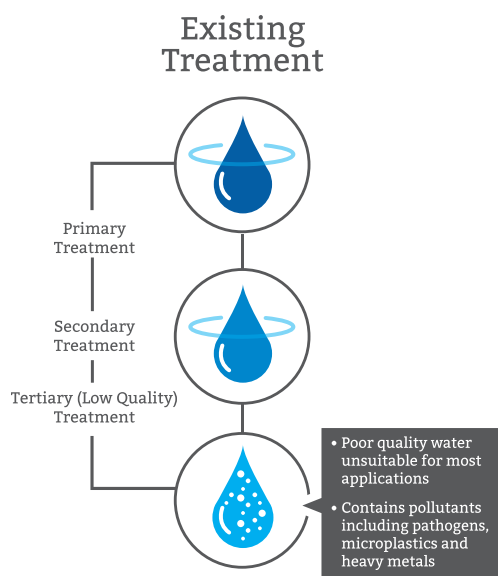 Existing
Treatment
Primary
Treatment
Secondary
Treatment
Tertiary (Low Quality)
Treatment
• Poor quality water
unsuitable for most
applications
• Contains pollutants
including pathogens,
microplastics and
heavy metals